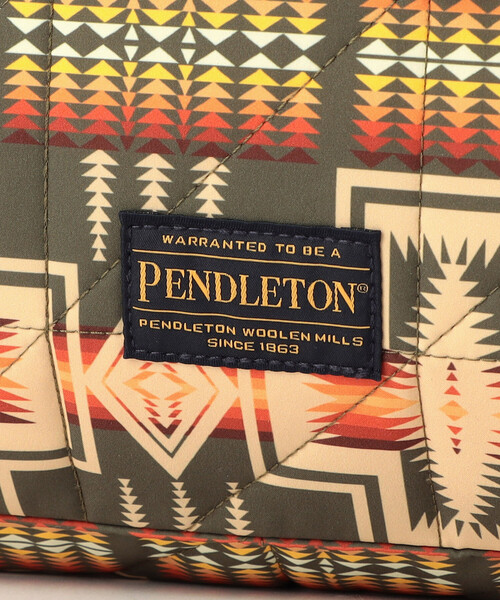 WARRANTED TO BE A
PENDLETON®
PENDLETON WOOLEN MILLS
SINCE 1863